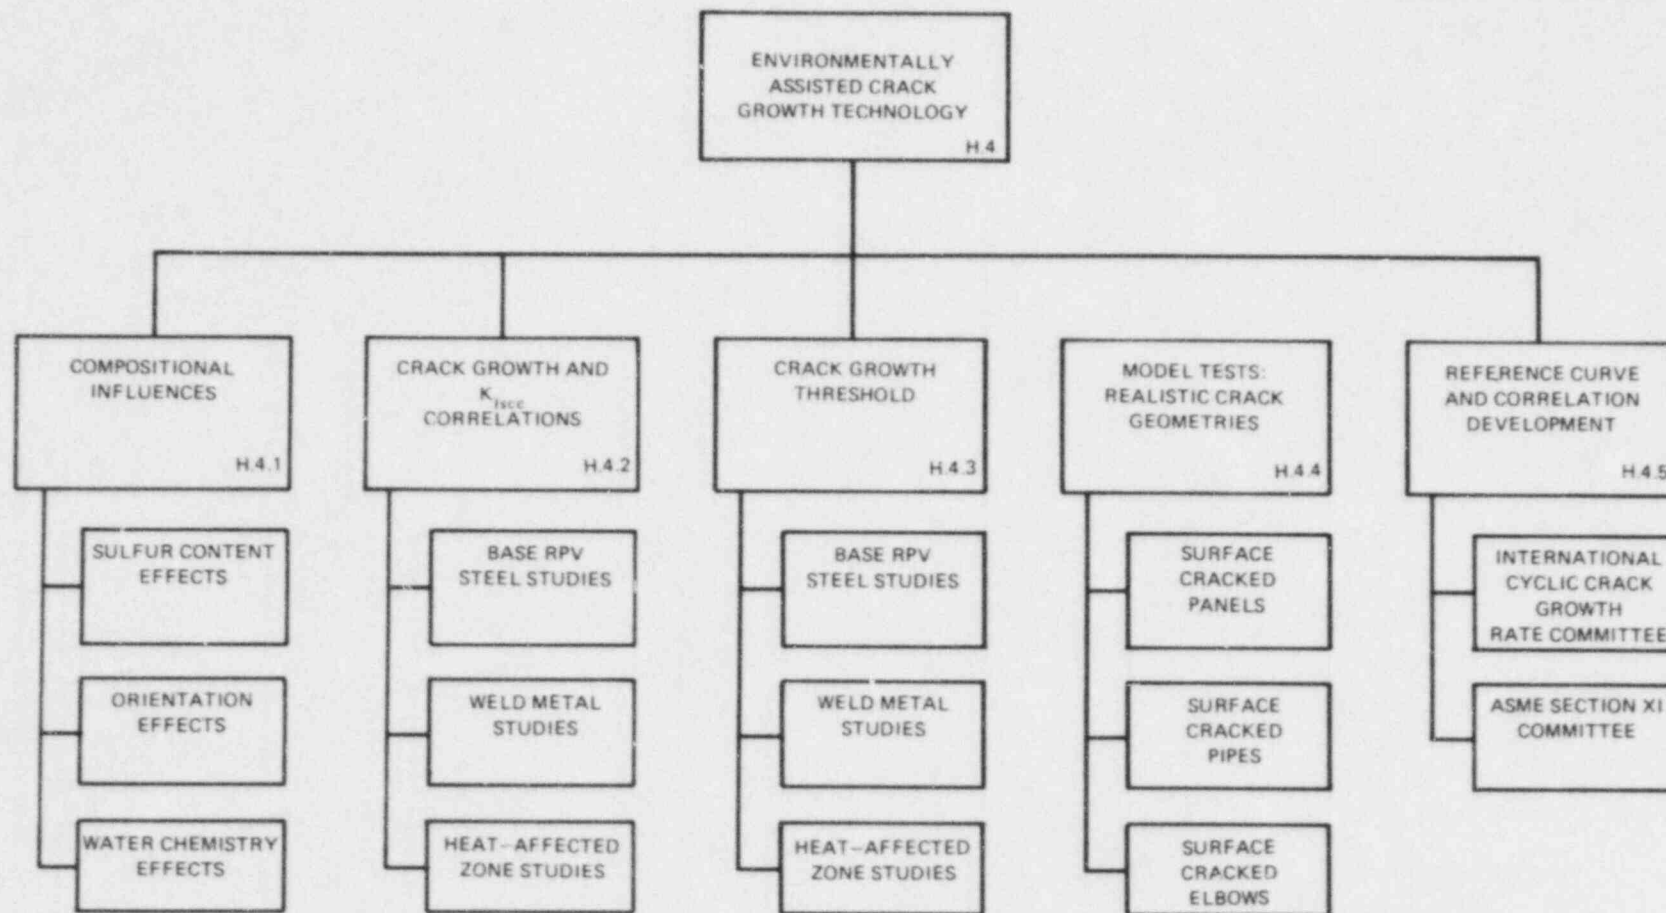 ENVIRONMENTALLY
ASSISTED CRACK
GROWTH TECHNOLOGY
H.4
COMPOSITIONAL
INFLUENCES
H.4.1
SULFUR CONTENT
EFFECTS
ORIENTATION
EFFECTS
WATER CHEMISTRY
EFFECTS
CRACK GROWTH AND
K_Iscc
CORRELATIONS
H.4.2
BASE RPV
STEEL STUDIES
WELD METAL
STUDIES
HEAT-AFFECTED
ZONE STUDIES
CRACK GROWTH
THRESHOLD
H.4.3
BASE RPV
STEEL STUDIES
WELD METAL
STUDIES
HEAT-AFFECTED
ZONE STUDIES
MODEL TESTS:
REALISTIC CRACK
GEOMETRIES
H.4.4
SURFACE
CRACKED
PANELS
SURFACE
CRACKED
PIPES
SURFACE
CRACKED
ELBOWS
REFERENCE CURVE
AND CORRELATION
DEVELOPMENT
H.4.5
INTERNATIONAL
CYCLIC CRACK
GROWTH
RATE COMMITTEE
ASME SECTION XI
COMMITTEE